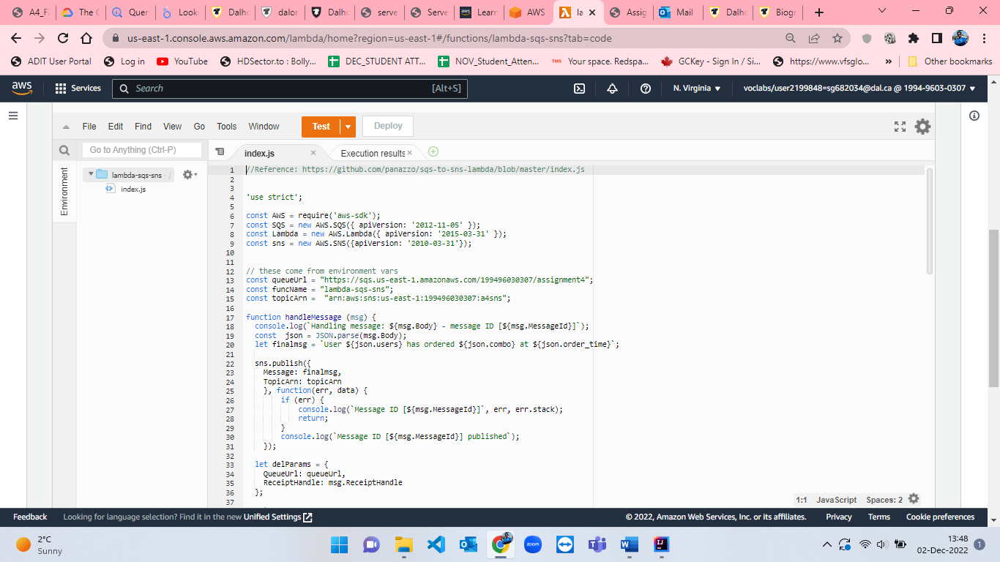 A4_F2 The C Quer Look Dalho dalor Dalho serve Serve Learn AWS la Assig Mail Dalho Biogr
us-east-1.console.aws.amazon.com/lambda/home?region=us-east-1#/functions/lambda-sqs-sns?tab=code
ADIT User Portal Log in YouTube HDSector.to : Bolly... DEC_STUDENT ATT... NOV_Student_Atten... TMS Your space. Redspa... GCKey - Sign In / Si... https://www.vfsglo... » Other bookmarks
aws Services Search [Alt+S] N. Virginia voclabs/user2199848=sg682034@dal.ca @ 1994-9603-0307
File Edit Find View Go Tools Window Test Deploy
Go to Anything (Ctrl-P) index.js Execution results
Environment
lambda-sqs-sns - /
index.js
1 //Reference: https://github.com/panazzo/sqs-to-sns-lambda/blob/master/index.js
2
3
4 'use strict';
5
6 const AWS = require('aws-sdk');
7 const SQS = new AWS.SQS({ apiVersion: '2012-11-05' });
8 const Lambda = new AWS.Lambda({ apiVersion: '2015-03-31' });
9 const sns = new AWS.SNS({apiVersion: '2010-03-31'});
10
11
12 // these come from environment vars
13 const queueUrl = "https://sqs.us-east-1.amazonaws.com/199496030307/assignment4";
14 const funcName = "lambda-sqs-sns";
15 const topicArn =  "arn:aws:sns:us-east-1:199496030307:a4sns";
16
17 function handleMessage (msg) {
18   console.log(`Handling message: ${msg.Body} - message ID [${msg.MessageId}]`);
19   const  json = JSON.parse(msg.Body);
20   let finalmsg = `User ${json.users} has ordered ${json.combo} at ${json.order_time}`;
21
22   sns.publish({
23     Message: finalmsg,
24     TopicArn: topicArn
25     }, function(err, data) {
26         if (err) {
27             console.log(`Message ID [${msg.MessageId}]`, err, err.stack);
28             return;
29         }
30         console.log(`Message ID [${msg.MessageId}] published`);
31     });
32
33   let delParams = {
34     QueueUrl: queueUrl,
35     ReceiptHandle: msg.ReceiptHandle
36   };
37
1:1 JavaScript Spaces: 2
Feedback Looking for language selection? Find it in the new Unified Settings © 2022, Amazon Web Services, Inc. or its affiliates. Privacy Terms Cookie preferences
2°C
Sunny
zoom
13:48
02-Dec-2022
1